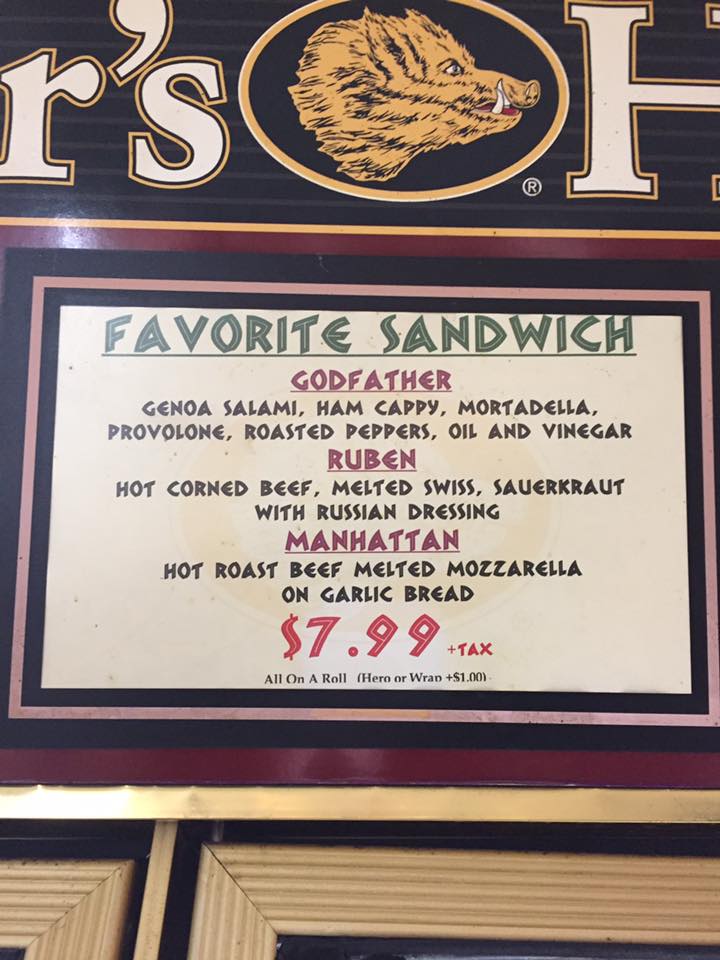 r's H
®
FAVORITE SANDWICH
GODFATHER
GENOA SALAMI, HAM CAPPY, MORTADELLA,
PROVOLONE, ROASTED PEPPERS, OIL AND VINEGAR
RUBEN
HOT CORNED BEEF, MELTED SWISS, SAUERKRAUT
WITH RUSSIAN DRESSING
MANHATTAN
HOT ROAST BEEF MELTED MOZZARELLA
ON GARLIC BREAD
$7.99 +TAX
All On A Roll (Hero or Wrap +$1.00)